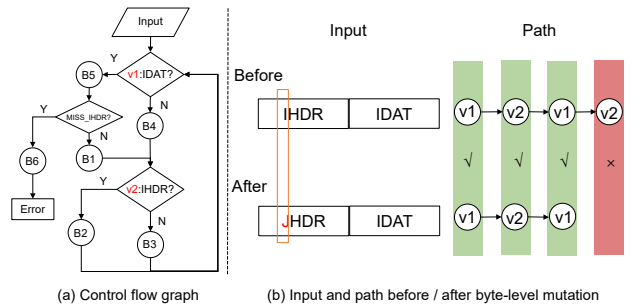 Input
Y
v1:IDAT?
B5
N
Y
MISS_IHDR?
B4
N
B6
B1
Y
v2:IHDR?
Error
N
B2
B3
(a) Control flow graph
Input
Path
Before
IHDR
IDAT
v1
v2
v1
v2
√
√
√
×
After
JHDR
IDAT
v1
v2
v1
(b) Input and path before / after byte-level mutation